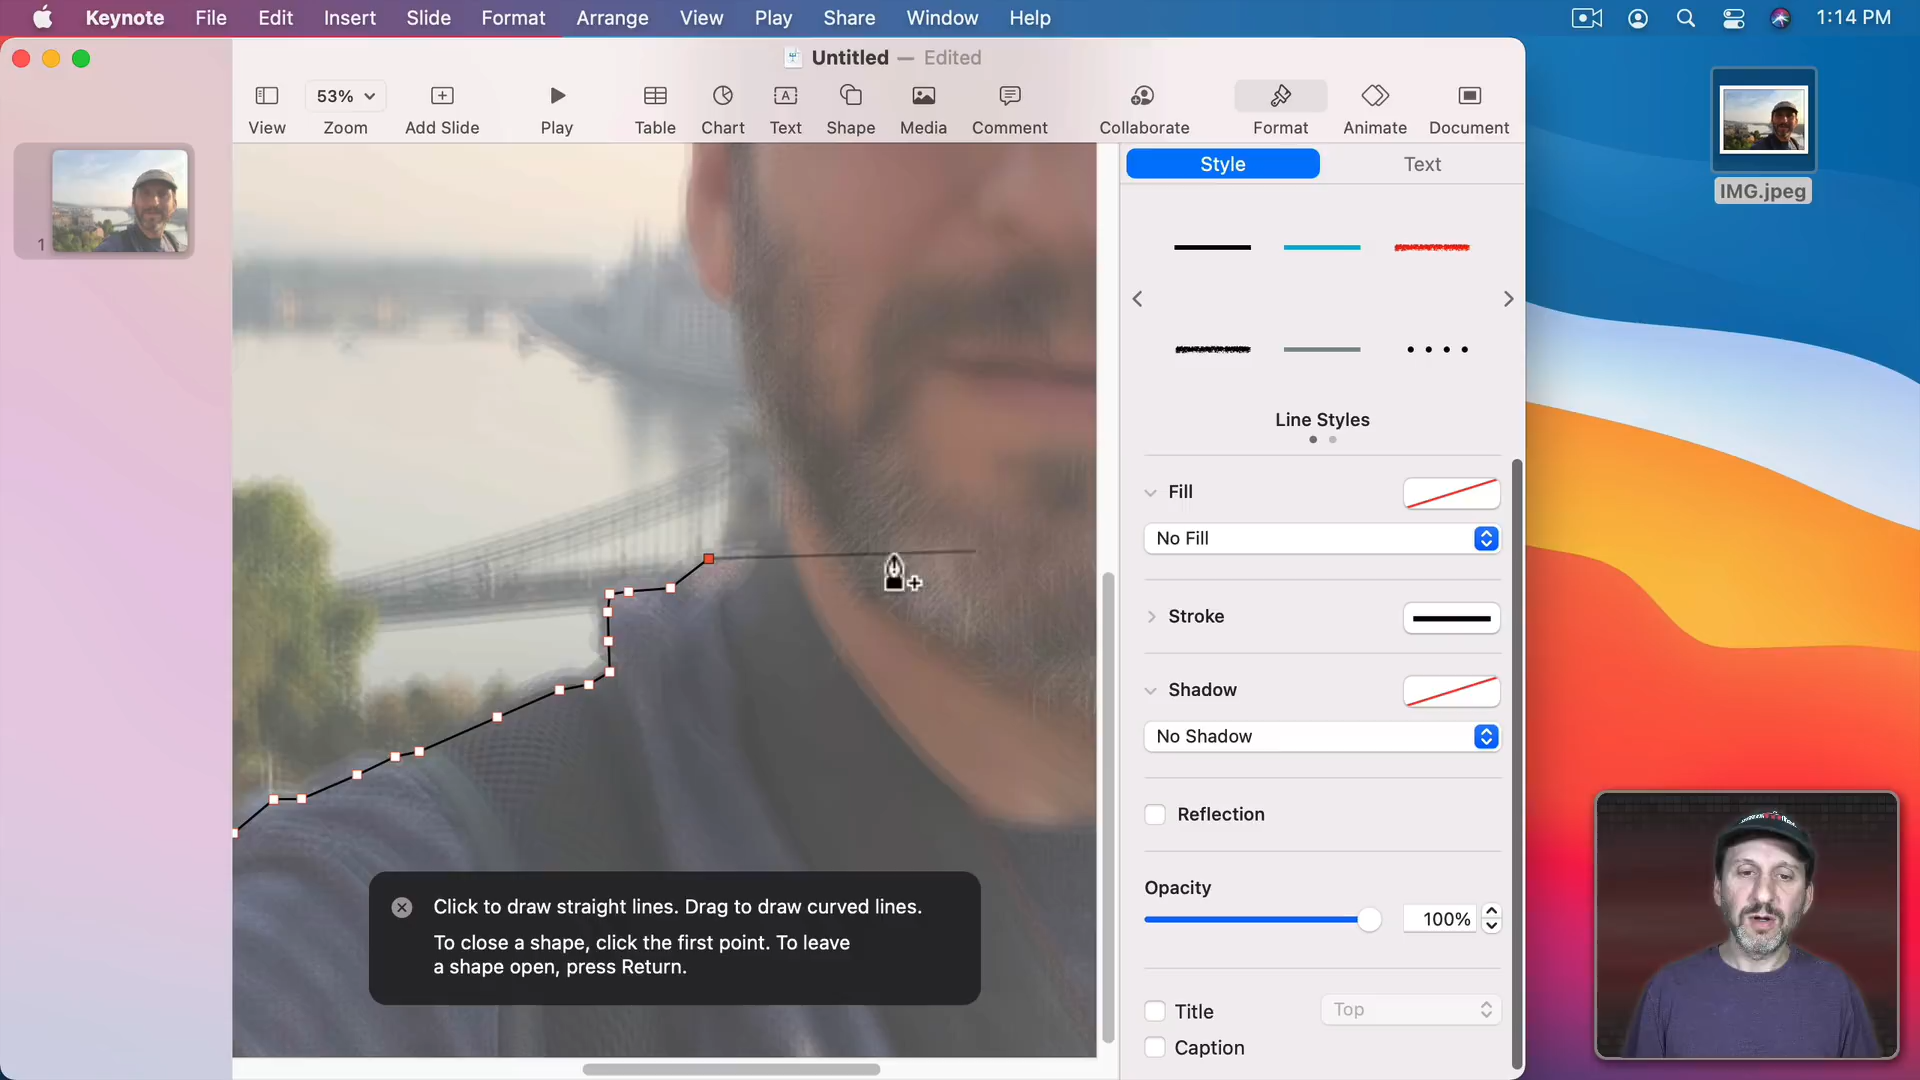 Keynote File Edit Insert Slide Format Arrange View Play Share Window Help 1:14 PM
Untitled — Edited
53%
View Zoom Add Slide Play Table Chart Text Shape Media Comment Collaborate Format Animate Document
Style Text
IMG.jpeg
1
Line Styles
Fill
No Fill
Stroke
Shadow
No Shadow
Reflection
Opacity
100%
Click to draw straight lines. Drag to draw curved lines.
To close a shape, click the first point. To leave
a shape open, press Return.
Title Top
Caption